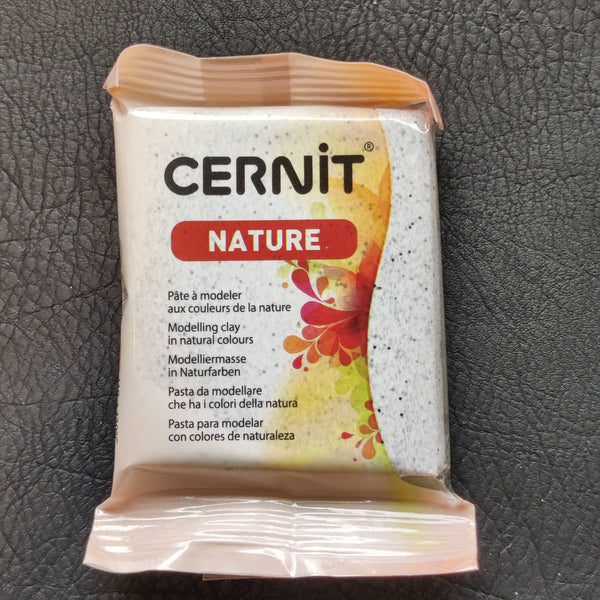 CERNiT®
NATURE
Pâte à modeler
aux couleurs de la nature
Modelling clay
in natural colours
Modelliermasse
in Naturfarben
Pasta da modellare
che ha i colori della natura
Pasta para modelar
con colores de naturaleza